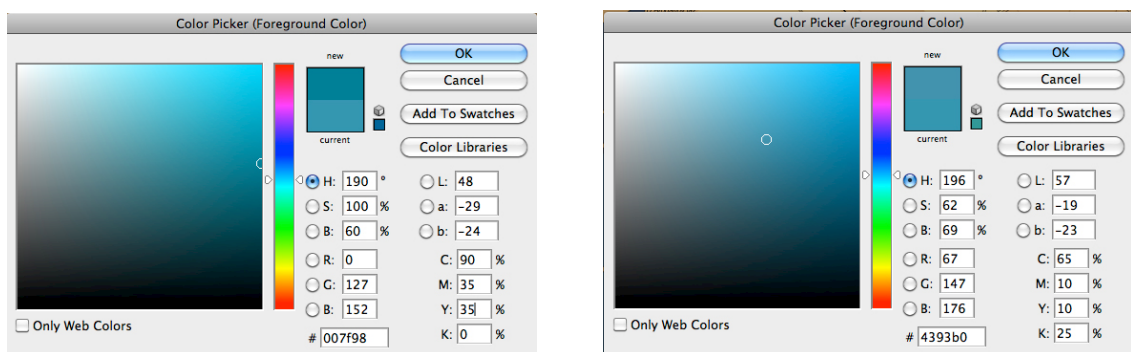 Color Picker (Foreground Color)
new
current
OK
Cancel
Add To Swatches
Color Libraries
H: 190 °
S: 100 %
B: 60 %
R: 0
G: 127
B: 152
# 007f98
L: 48
a: -29
b: -24
C: 90 %
M: 35 %
Y: 35 %
K: 0 %
Only Web Colors
Color Picker (Foreground Color)
new
current
OK
Cancel
Add To Swatches
Color Libraries
H: 196 °
S: 62 %
B: 69 %
R: 67
G: 147
B: 176
# 4393b0
L: 57
a: -19
b: -23
C: 65 %
M: 10 %
Y: 10 %
K: 25 %
Only Web Colors